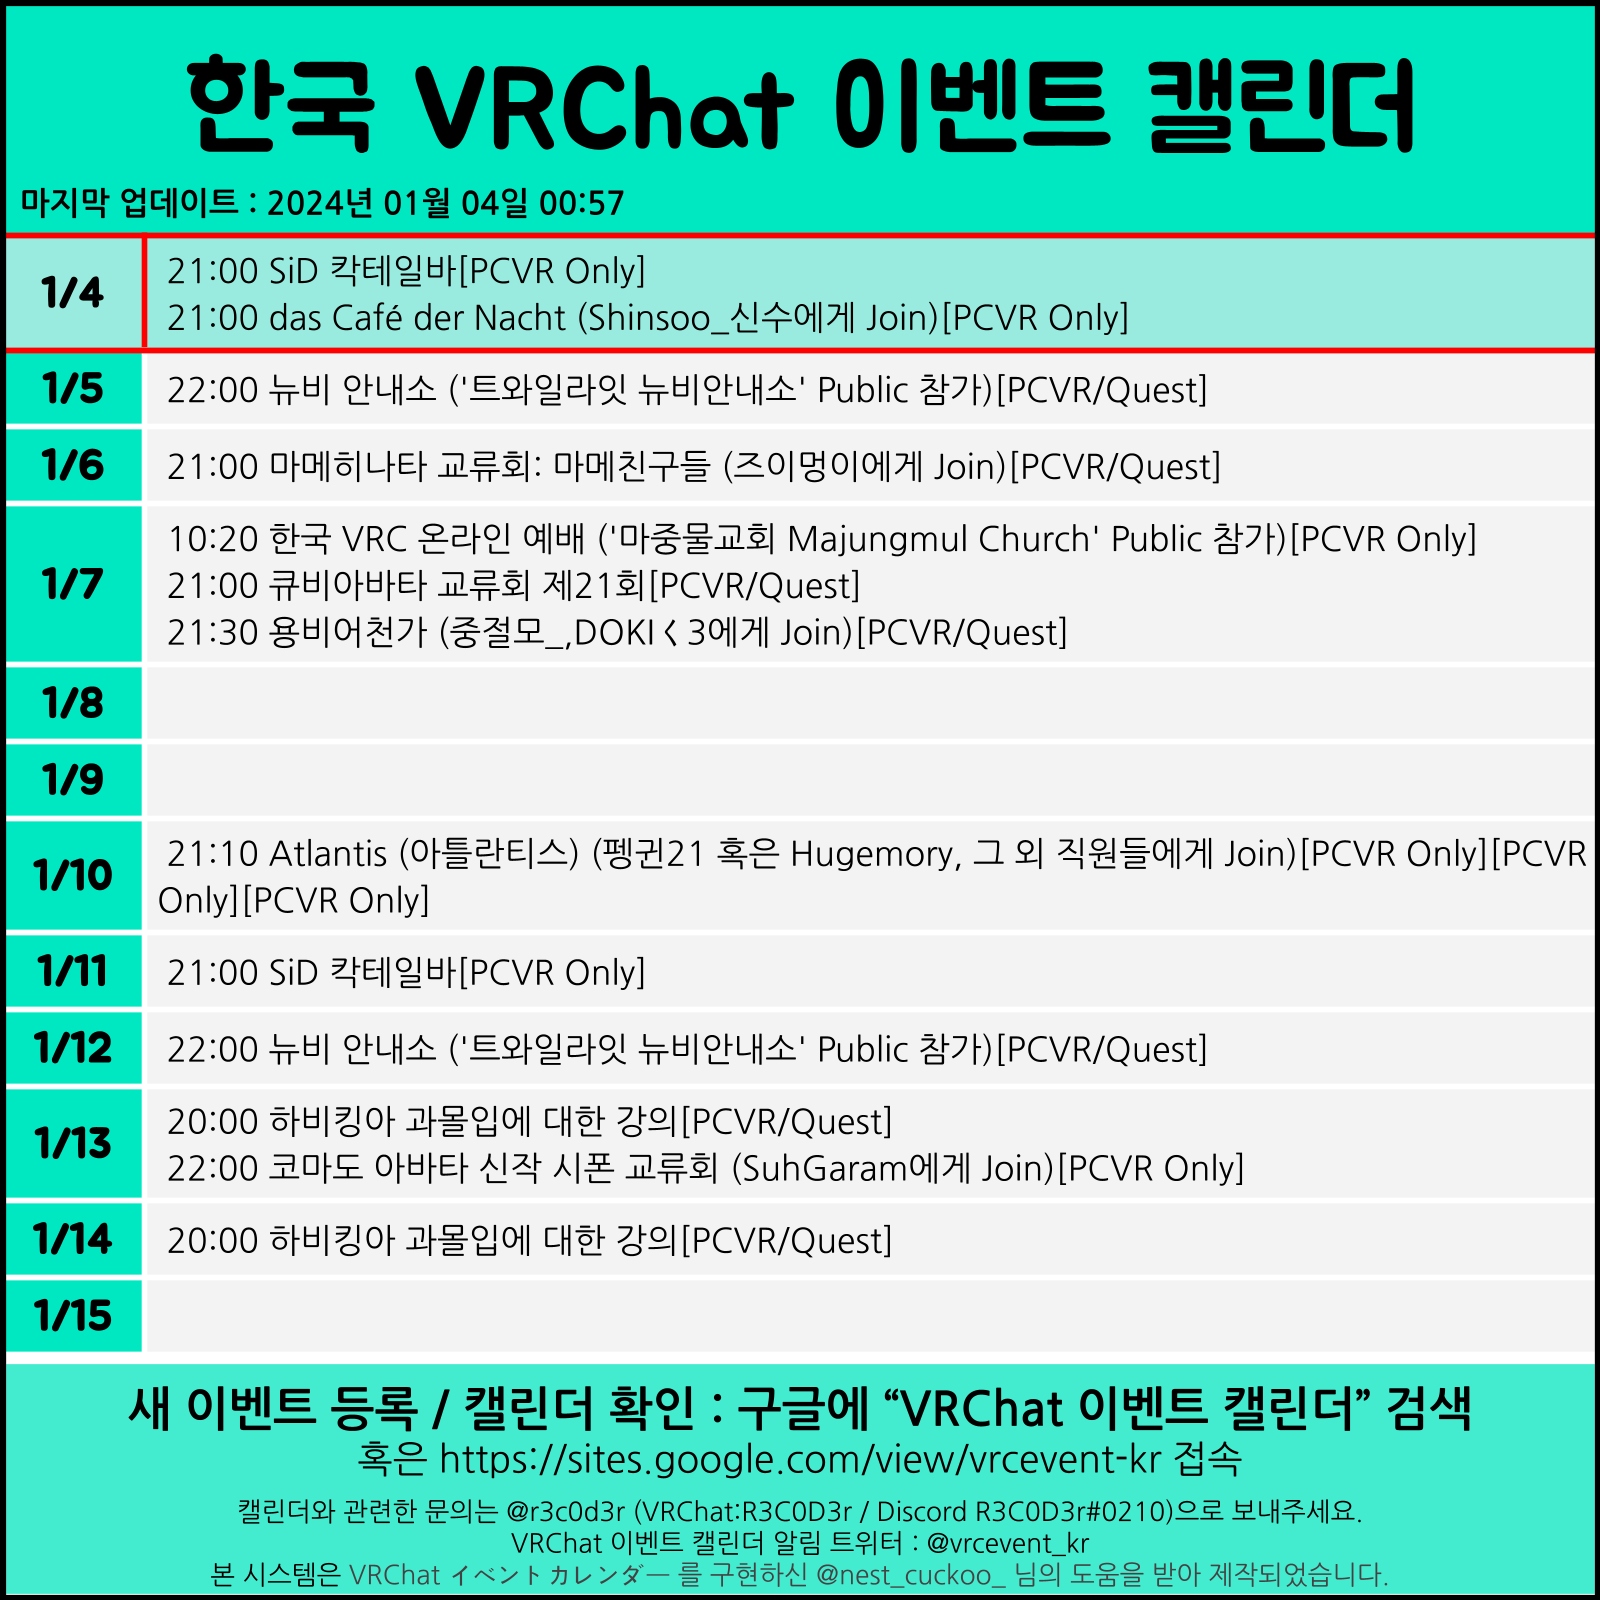 한국 VRChat 이벤트 캘린더
마지막 업데이트 : 2024년 01월 04일 00:57
1/4
21:00 SiD 칵테일바[PCVR Only]
21:00 das Café der Nacht (Shinsoo_신수에게 Join)[PCVR Only]
1/5
22:00 뉴비 안내소 ('트와일라잇 뉴비안내소' Public 참가)[PCVR/Quest]
1/6
21:00 마메히나타 교류회: 마메친구들 (즈이멍이에게 Join)[PCVR/Quest]
1/7
10:20 한국 VRC 온라인 예배 ('마중물교회 Majungmul Church' Public 참가)[PCVR Only]
21:00 큐비아바타 교류회 제21회[PCVR/Quest]
21:30 용비어천가 (중절모_,DOKI く 3에게 Join)[PCVR/Quest]
1/8
1/9
1/10
21:10 Atlantis (아틀란티스) (펭귄21 혹은 Hugemory, 그 외 직원들에게 Join)[PCVR Only][PCVR
Only][PCVR Only]
1/11
21:00 SiD 칵테일바[PCVR Only]
1/12
22:00 뉴비 안내소 ('트와일라잇 뉴비안내소' Public 참가)[PCVR/Quest]
1/13
20:00 하비킹아 과몰입에 대한 강의[PCVR/Quest]
22:00 코마도 아바타 신작 시폰 교류회 (SuhGaram에게 Join)[PCVR Only]
1/14
20:00 하비킹아 과몰입에 대한 강의[PCVR/Quest]
1/15
새 이벤트 등록 / 캘린더 확인 : 구글에 “VRChat 이벤트 캘린더” 검색
혹은 https://sites.google.com/view/vrcevent-kr 접속
캘린더와 관련한 문의는 @r3c0d3r (VRChat:R3C0D3r / Discord R3C0D3r#0210)으로 보내주세요.
VRChat 이벤트 캘린더 알림 트위터 : @vrcevent_kr
본 시스템은 VRChat イベントカレンダー 를 구현하신 @nest_cuckoo_ 님의 도움을 받아 제작되었습니다.